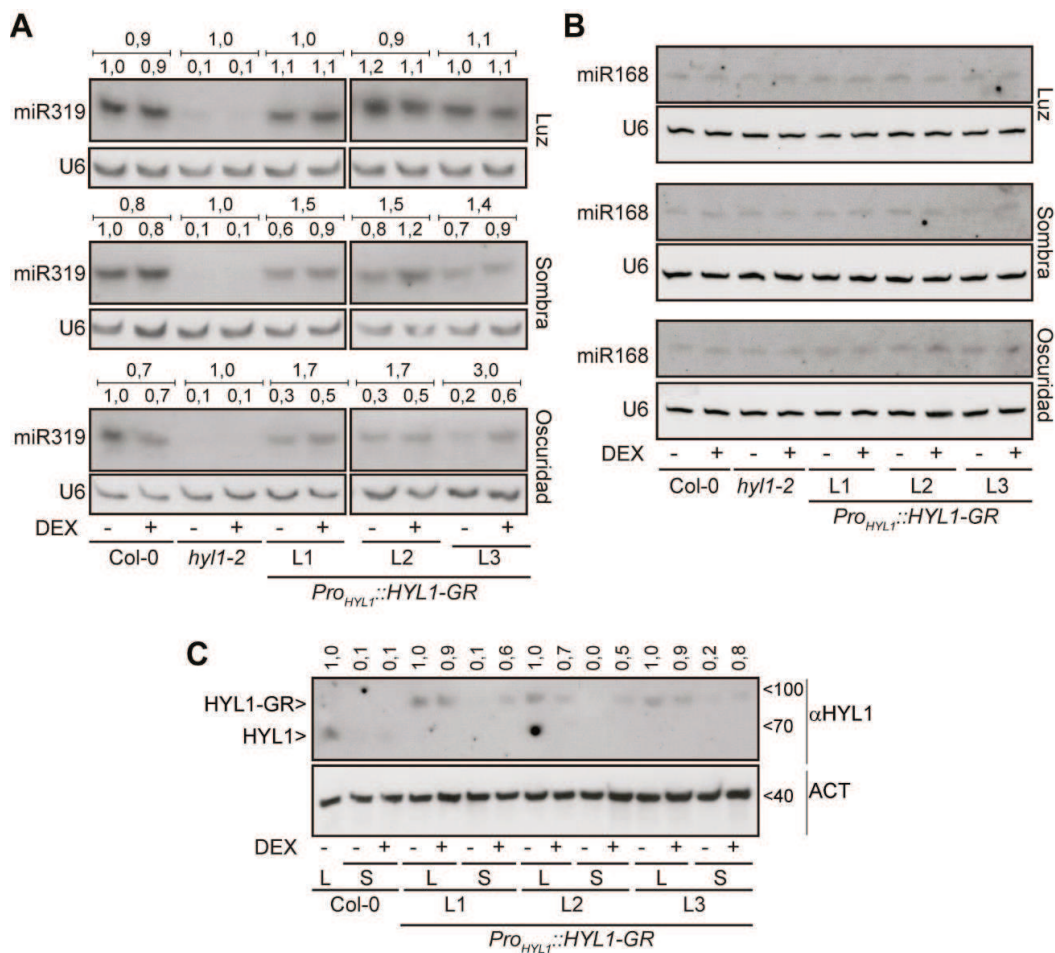 A
0,9 1,0 1,0 0,9 1,1
1,0 0,9 0,1 0,1 1,1 1,1 1,2 1,1 1,0 1,1
miR319
U6
Luz
0,8 1,0 1,5 1,5 1,4
1,0 0,8 0,1 0,1 0,6 0,9 0,8 1,2 0,7 0,9
miR319
U6
Sombra
0,7 1,0 1,7 1,7 3,0
1,0 0,7 0,1 0,1 0,3 0,5 0,3 0,5 0,2 0,6
miR319
U6
Oscuridad
DEX - + - + - + - + - +
Col-0 hyl1-2 L1 L2 L3
ProHYL1::HYL1-GR
B
miR168
U6
Luz
miR168
U6
Sombra
miR168
U6
Oscuridad
DEX - + - + - + - + - +
Col-0 hyl1-2 L1 L2 L3
ProHYL1::HYL1-GR
C
1,0 0,1 0,1 1,0 0,9 0,1 0,6 1,0 0,7 0,0 0,5 1,0 0,9 0,2 0,8
HYL1-GR> <100
HYL1> <70
αHYL1
<40 ACT
DEX - - + - + - + - + - + - + - +
L S L S L S L S
Col-0 L1 L2 L3
ProHYL1::HYL1-GR